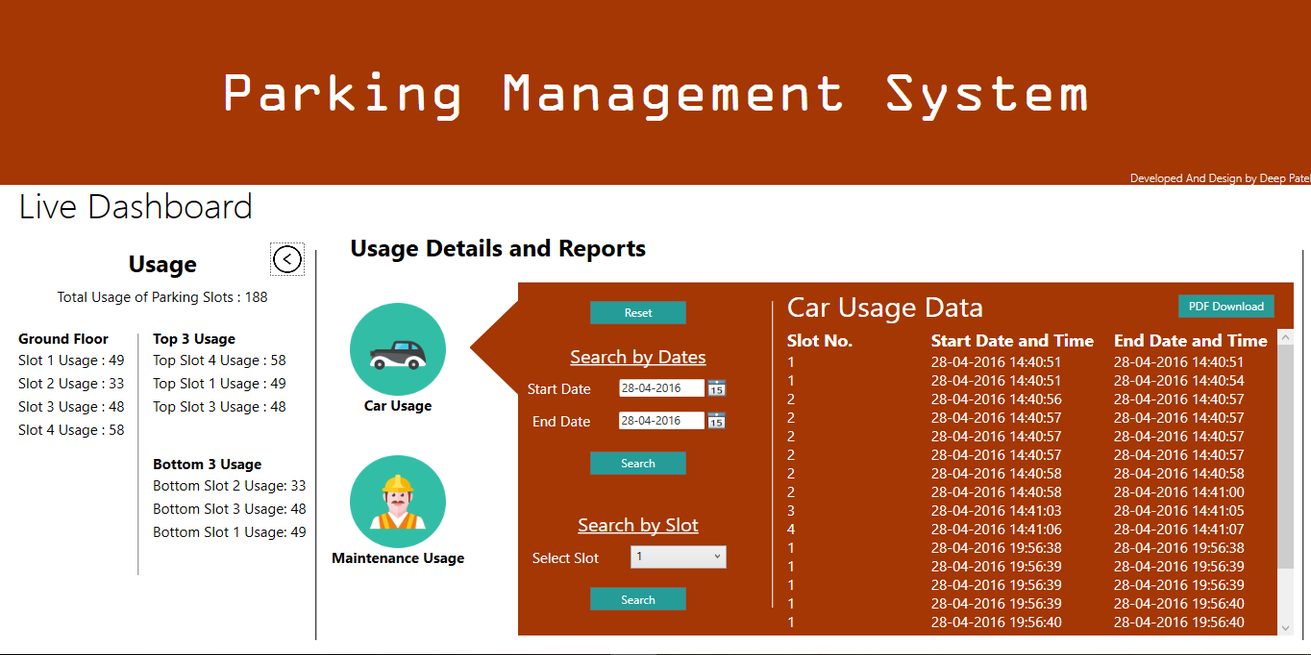 Parking Management System
Developed And Design by Deep Patel
Live Dashboard
Usage
<
Total Usage of Parking Slots : 188
Ground Floor
Slot 1 Usage : 49
Slot 2 Usage : 33
Slot 3 Usage : 48
Slot 4 Usage : 58
Top 3 Usage
Top Slot 4 Usage : 58
Top Slot 1 Usage : 49
Top Slot 3 Usage : 48
Bottom 3 Usage
Bottom Slot 2 Usage: 33
Bottom Slot 3 Usage: 48
Bottom Slot 1 Usage: 49
Usage Details and Reports
Car Usage
Maintenance Usage
Reset
Search by Dates
Start Date 28-04-2016 15
End Date 28-04-2016 15
Search
Search by Slot
Select Slot 1
Search
Car Usage Data
PDF Download
Slot No. Start Date and Time End Date and Time
1 28-04-2016 14:40:51 28-04-2016 14:40:51
1 28-04-2016 14:40:51 28-04-2016 14:40:54
2 28-04-2016 14:40:56 28-04-2016 14:40:57
2 28-04-2016 14:40:57 28-04-2016 14:40:57
2 28-04-2016 14:40:57 28-04-2016 14:40:57
2 28-04-2016 14:40:57 28-04-2016 14:40:57
2 28-04-2016 14:40:58 28-04-2016 14:40:58
2 28-04-2016 14:40:58 28-04-2016 14:41:00
3 28-04-2016 14:41:03 28-04-2016 14:41:05
4 28-04-2016 14:41:06 28-04-2016 14:41:07
1 28-04-2016 19:56:38 28-04-2016 19:56:38
1 28-04-2016 19:56:39 28-04-2016 19:56:39
1 28-04-2016 19:56:39 28-04-2016 19:56:39
1 28-04-2016 19:56:39 28-04-2016 19:56:40
1 28-04-2016 19:56:40 28-04-2016 19:56:40